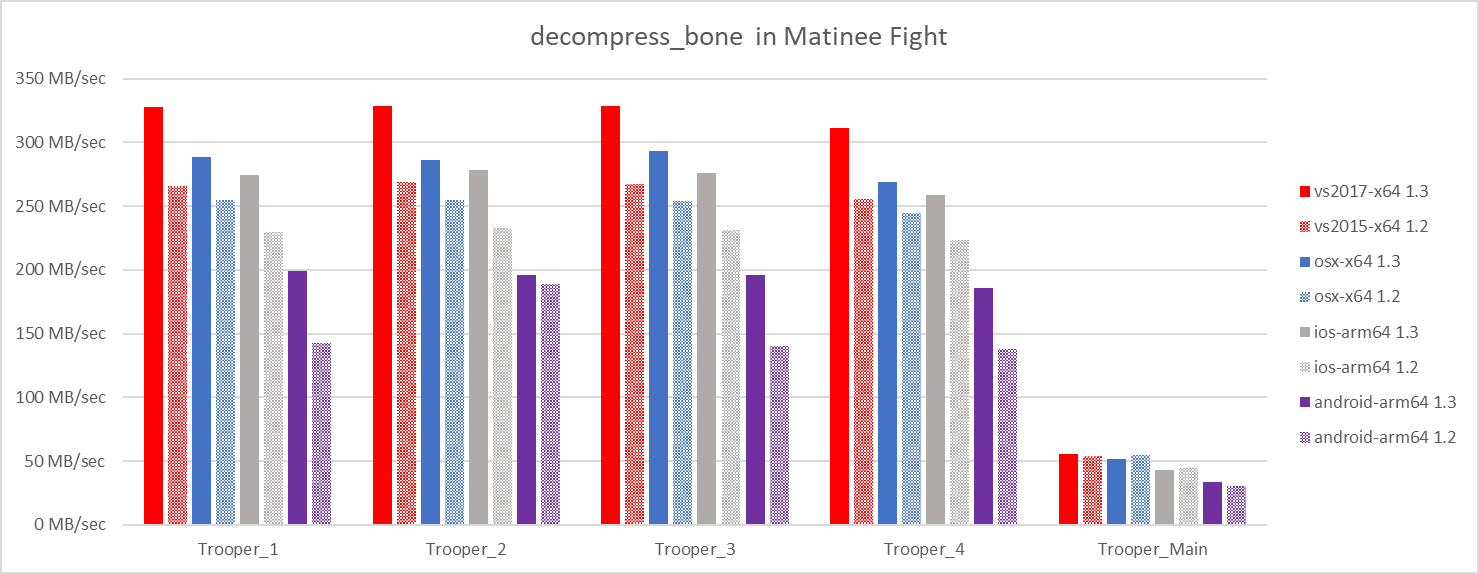 decompress_bone in Matinee Fight
350 MB/sec
300 MB/sec
250 MB/sec
200 MB/sec
150 MB/sec
100 MB/sec
50 MB/sec
0 MB/sec
Trooper_1
Trooper_2
Trooper_3
Trooper_4
Trooper_Main
vs2017-x64 1.3
vs2015-x64 1.2
osx-x64 1.3
osx-x64 1.2
ios-arm64 1.3
ios-arm64 1.2
android-arm64 1.3
android-arm64 1.2